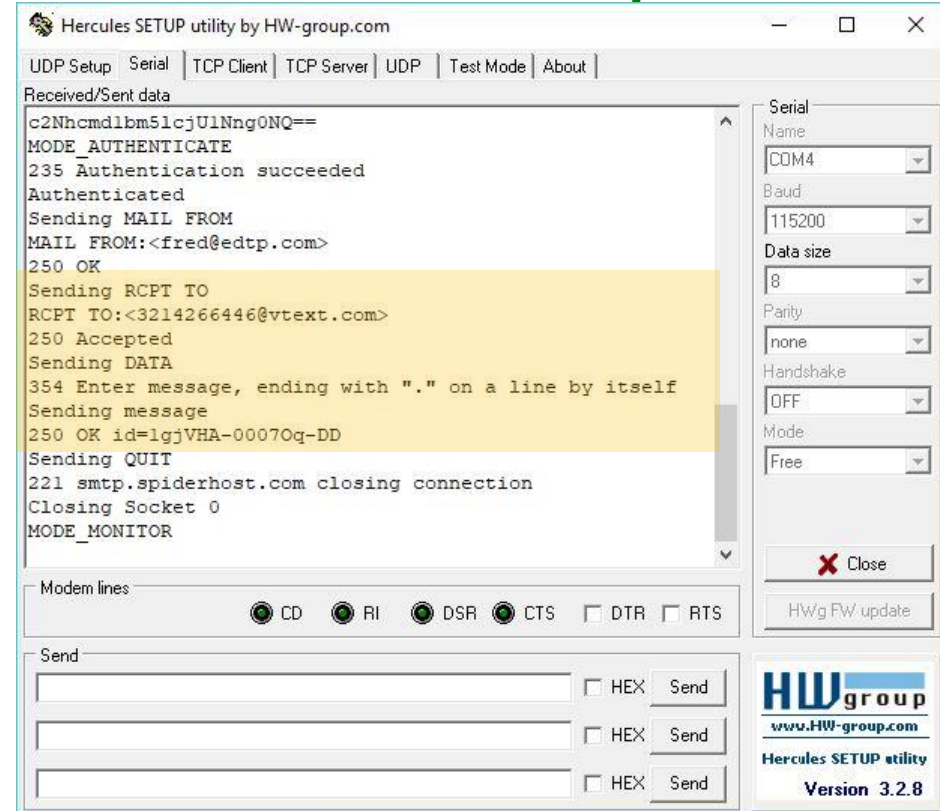 Hercules SETUP utility by HW-group.com
UDP Setup Serial TCP Client TCP Server UDP Test Mode About
Received/Sent data
c2Nhcmdlbm5lcjU1Nng0NQ==
MODE_AUTHENTICATE
235 Authentication succeeded
Authenticated
Sending MAIL FROM
MAIL FROM:<fred@edtp.com>
250 OK
Sending RCPT TO
RCPT TO:<3214266446@vtext.com>
250 Accepted
Sending DATA
354 Enter message, ending with "." on a line by itself
Sending message
250 OK id=1gjVHA-0007Oq-DD
Sending QUIT
221 smtp.spiderhost.com closing connection
Closing Socket 0
MODE_MONITOR
Serial
Name
COM4
Baud
115200
Data size
8
Parity
none
Handshake
OFF
Mode
Free
Close
HWg FW update
Modem lines
CD RI DSR CTS DTR RTS
Send
HEX Send
HEX Send
HEX Send
HW group
www.HW-group.com
Hercules SETUP utility
Version 3.2.8